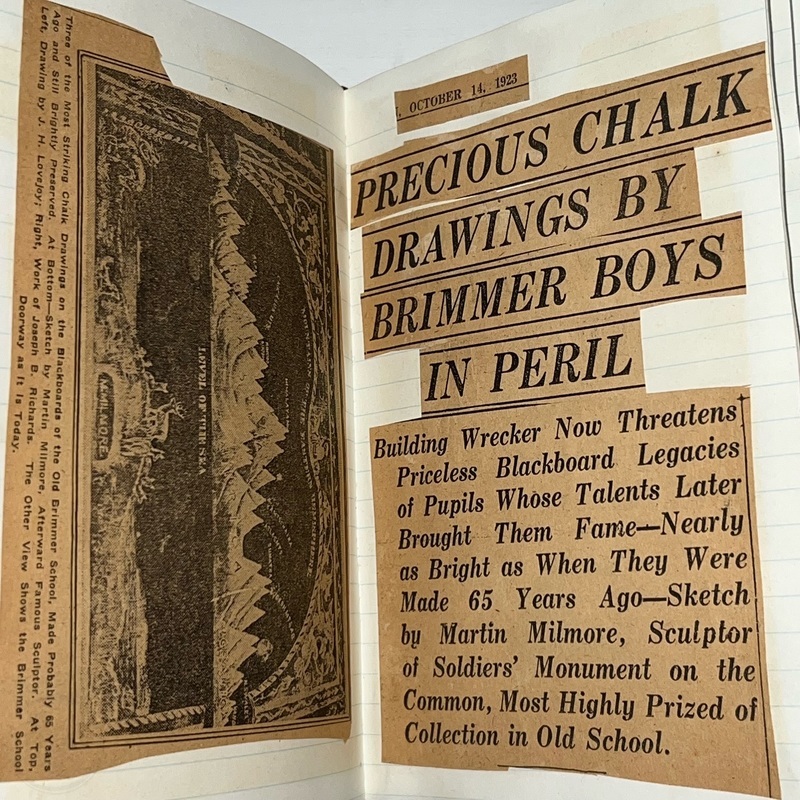 Three of the Most Striking Chalk Drawings on the Blackboards of the Old Brimmer School, Made Probably 65 Years
Ago and Still Brightly Preserved. At Bottom—Sketch by Martin Milmore, Afterward Famous Sculptor. At Top,
Left, Drawing by J. H. Lovejoy; Right, Work of Joseph B. Richards. The Other View Shows the Brimmer School
Doorway as It Is Today.
LEVEL OF
M. MILMORE
OCTOBER 14, 1923
PRECIOUS CHALK
DRAWINGS BY
BRIMMER BOYS
IN PERIL
Building Wrecker Now Threatens
Priceless Blackboard Legacies
of Pupils Whose Talents Later
Brought Them Fame—Nearly
as Bright as When They Were
Made 65 Years Ago—Sketch
by Martin Milmore, Sculptor
of Soldiers' Monument on the
Common, Most Highly Prized of
Collection in Old School.